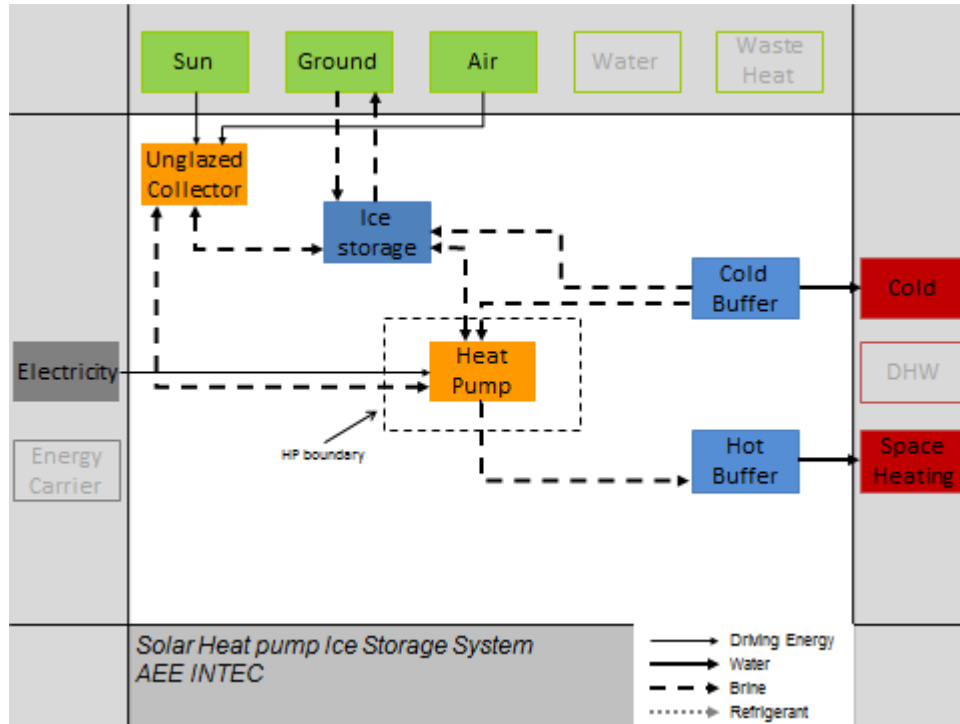 Sun
Ground
Air
Water
Waste
Heat
Unglazed
Collector
Ice
storage
Cold
Buffer
Cold
Electricity
Heat
Pump
DHW
HP boundary
Energy
Carrier
Hot
Buffer
Space
Heating
Solar Heat pump Ice Storage System
AEE INTEC
Driving Energy
Water
Brine
Refrigerant